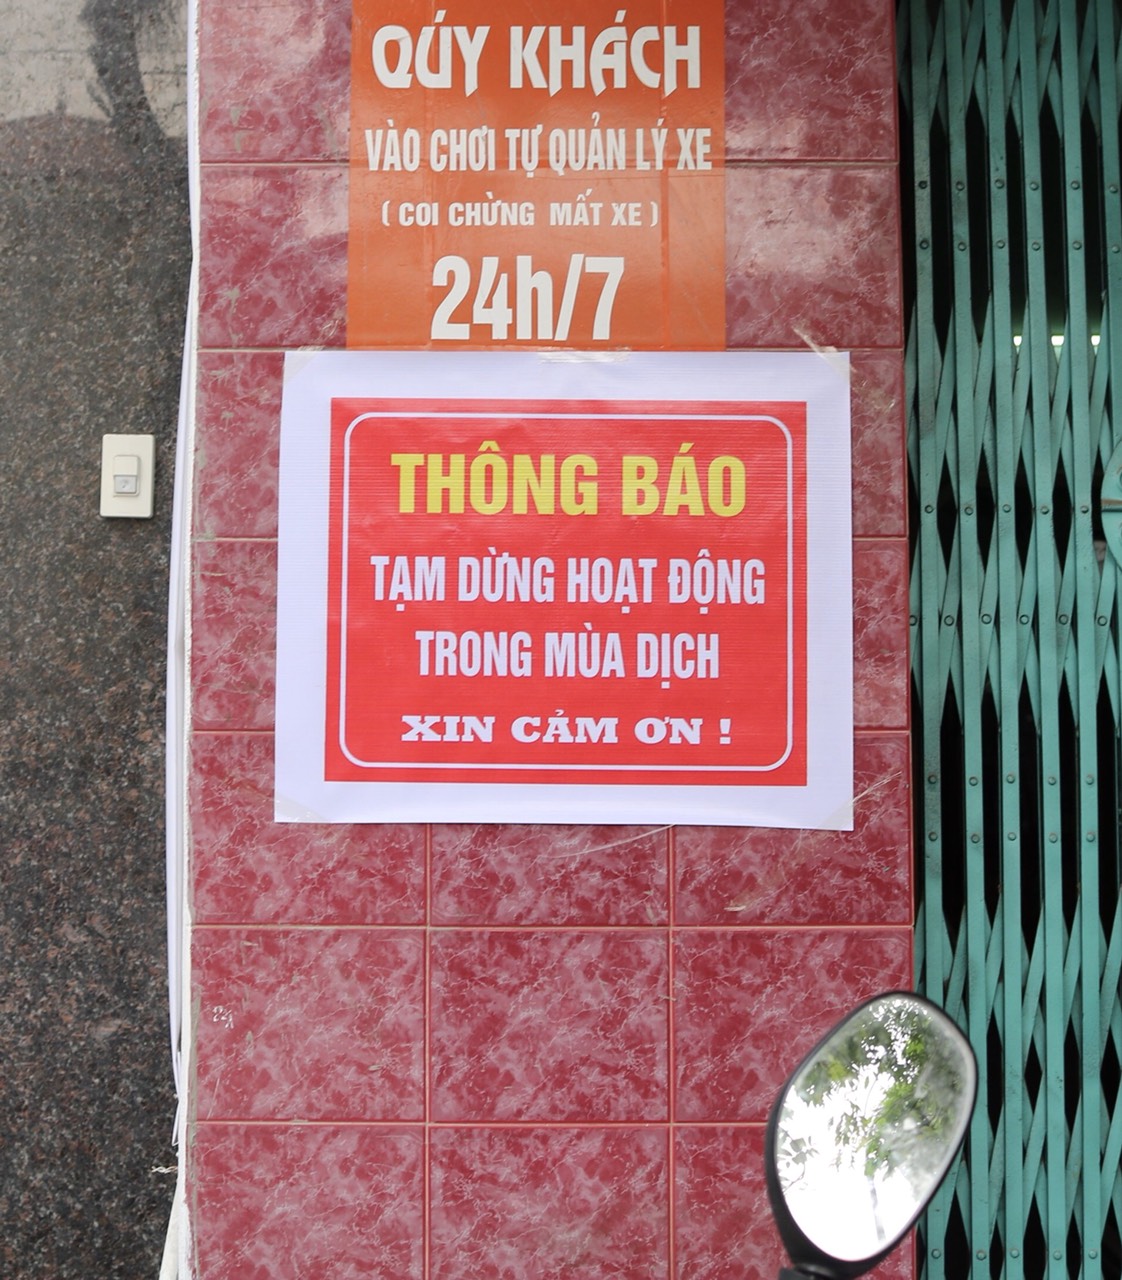 QÚY KHÁCH
VÀO CHƠI TỰ QUẢN LÝ XE
( COI CHỪNG MẤT XE )
24h/7
THÔNG BÁO
TẠM DỪNG HOẠT ĐỘNG
TRONG MÙA DỊCH
XIN CẢM ƠN !